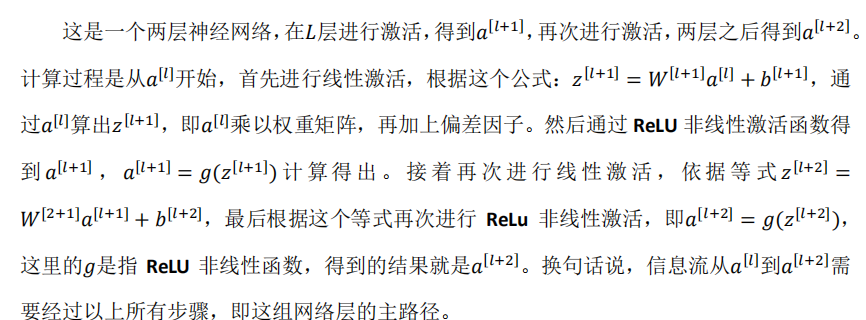 这是一个两层神经网络，在L层进行激活，得到a^[l+1]，再次进行激活，两层之后得到a^[l+2]。
计算过程是从a^[l]开始，首先进行线性激活，根据这个公式：z^[l+1] = W^[l+1]a^[l] + b^[l+1]，通
过a^[l]算出z^[l+1]，即a^[l]乘以权重矩阵，再加上偏差因子。然后通过 ReLU 非线性激活函数得
到a^[l+1]，a^[l+1] = g(z^[l+1])计算得出。接着再次进行线性激活，依据等式z^[l+2] =
W^[2+1]a^[l+1] + b^[l+2]，最后根据这个等式再次进行 ReLu 非线性激活，即a^[l+2] = g(z^[l+2])，
这里的g是指 ReLU 非线性函数，得到的结果就是a^[l+2]。换句话说，信息流从a^[l]到a^[l+2]需
要经过以上所有步骤，即这组网络层的主路径。